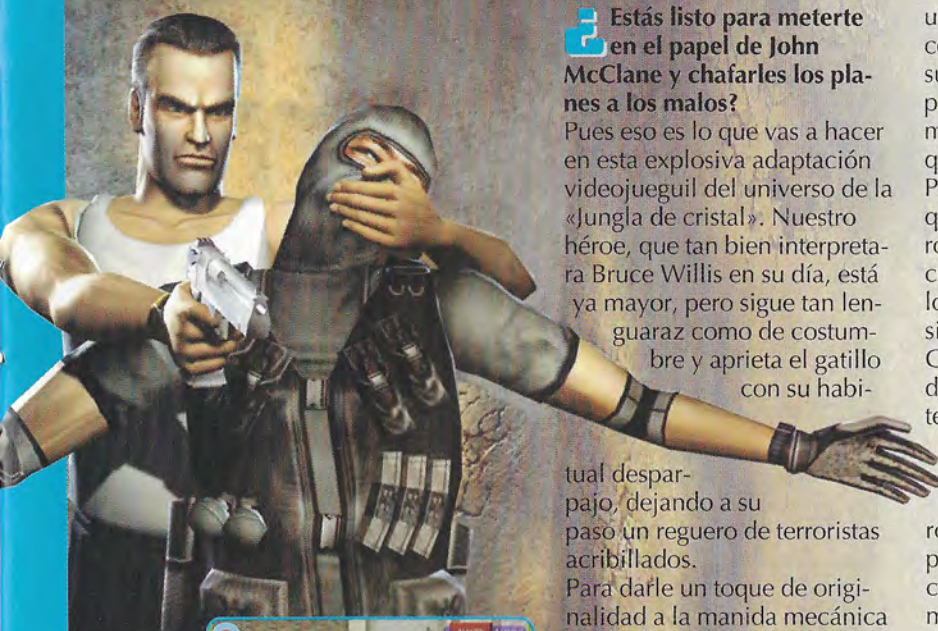 ¿Estás listo para meterte
en el papel de John
McClane y chafarles los pla-
nes a los malos?
Pues eso es lo que vas a hacer
en esta explosiva adaptación
videojueguil del universo de la
«Jungla de cristal». Nuestro
héroe, que tan bien interpreta-
ra Bruce Willis en su día, está
ya mayor, pero sigue tan len-
guaraz como de costum-
bre y aprieta el gatillo
con su habi-
tual despar-
pajo, dejando a su
paso un reguero de terroristas
acribillados.
Para darle un toque de origi-
nalidad a la manida mecánica